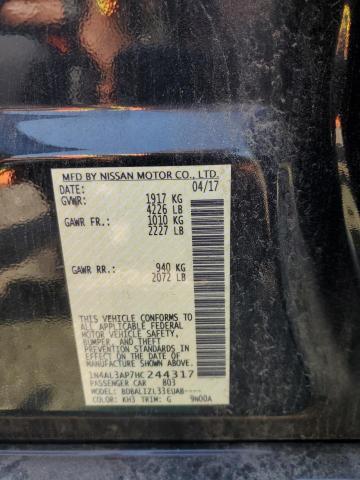 MFD BY NISSAN MOTOR CO., LTD.
DATE: 04/17
GVWR: 1917 KG
4226 LB
GAWR FR.: 1010 KG
2227 LB
GAWR RR.: 940 KG
2072 LB
THIS VEHICLE CONFORMS TO
ALL APPLICABLE FEDERAL
MOTOR VEHICLE SAFETY,
BUMPER, AND THEFT
PREVENTION STANDARDS IN
EFFECT ON THE DATE OF
MANUFACTURE SHOWN ABOVE.
1N4AL3AP7HC244317
PASSENGER CAR B03
MODEL: BDBALIZL33EUAB----
COLOR: KH3 TRIM: G 9N00A